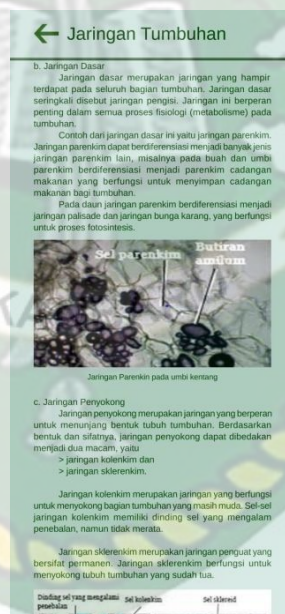 Jaringan Tumbuhan
b. Jaringan Dasar
Jaringan dasar merupakan jaringan yang hampir
terdapat pada seluruh bagian tumbuhan. Jaringan dasar
seringkali disebut jaringan pengisi. Jaringan ini berperan
penting dalam semua proses fisiologi (metabolisme) pada
tumbuhan.
Contoh dari jaringan dasar ini yaitu jaringan parenkim.
Jaringan parenkim dapat berdiferensiasi menjadi banyak jenis
jaringan parenkim lain, misalnya pada buah dan umbi
parenkim berdiferensiasi menjadi parenkim cadangan
makanan yang berfungsi untuk menyimpan cadangan
makanan bagi tumbuhan.
Pada daun jaringan parenkim berdiferensiasi menjadi
jaringan palisade dan jaringan bunga karang, yang berfungsi
untuk proses fotosintesis.
Sel parenkim
Butiran
amilum
Jaringan Parenkin pada umbi kentang
c. Jaringan Penyokong
Jaringan penyokong merupakan jaringan yang berperan
untuk menunjang bentuk tubuh tumbuhan. Berdasarkan
bentuk dan sifatnya, jaringan penyokong dapat dibedakan
menjadi dua macam, yaitu
> jaringan kolenkim dan
> jaringan sklerenkim.
Jaringan kolenkim merupakan jaringan yang berfungsi
untuk menyokong bagian tumbuhan yang masih muda. Sel-sel
jaringan kolenkim memiliki dinding sel yang mengalam
penebalan, namun tidak merata.
Jaringan sklerenkim merupakan jaringan penguat yang
bersifat permanen. Jaringan sklerenkim berfungsi untuk
menyokong tubuh tumbuhan yang sudah tua.
Dinding sel yang mengalami
penebalan
Sel kolenkim
Sel sklereid